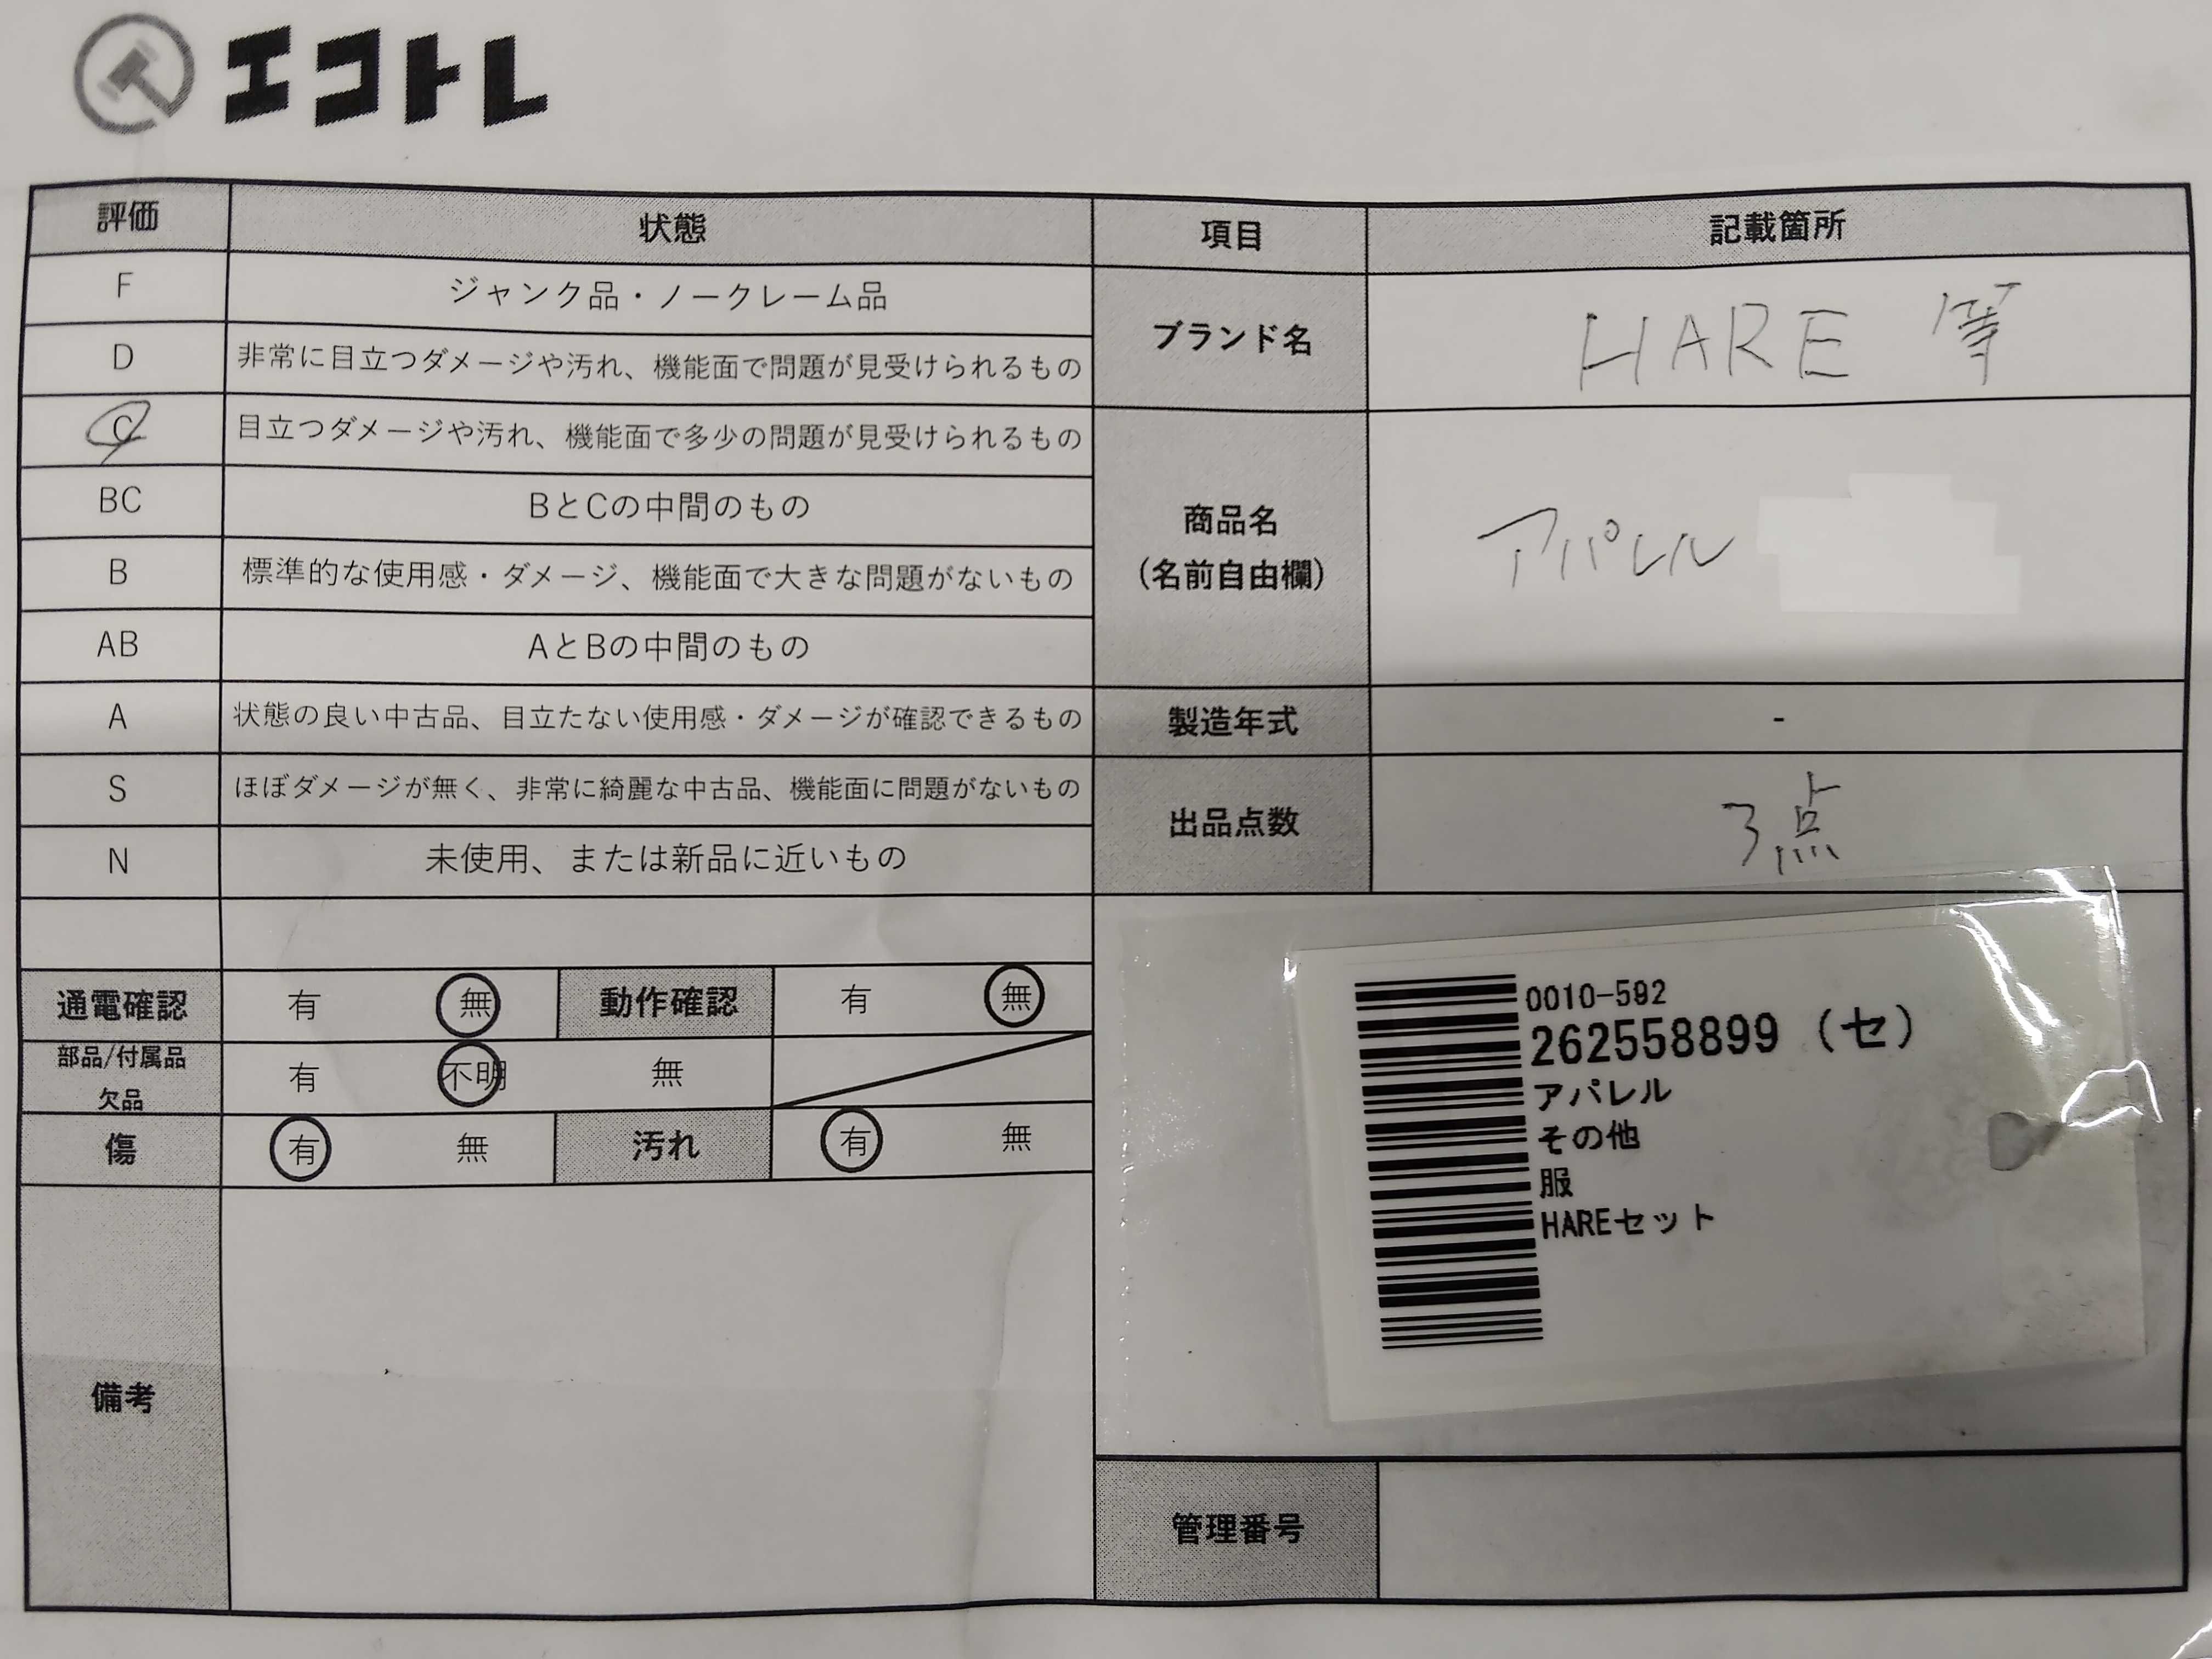 エコトレ
評価 状態 項目 記載箇所
F ジャンク品・ノークレーム品
D 非常に目立つダメージや汚れ、機能面で問題が見受けられるもの
ブランド名 HARE 等
C 目立つダメージや汚れ、機能面で多少の問題が見受けられるもの
BC BとCの中間のもの
商品名
(名前自由欄)
アパレル
B 標準的な使用感・ダメージ、機能面で大きな問題がないもの
AB AとBの中間のもの
A 状態の良い中古品、目立たない使用感・ダメージが確認できるもの
製造年式 -
S ほぼダメージが無く、非常に綺麗な中古品、機能面に問題がないもの
出品点数 3点
N 未使用、または新品に近いもの
通電確認 有 無 動作確認 有 無
部品/付属品
欠品
有 不明 無
傷 有 無 汚れ 有 無
備考
0010-592
262558899 (セ)
アパレル
その他
服
HAREセット
管理番号